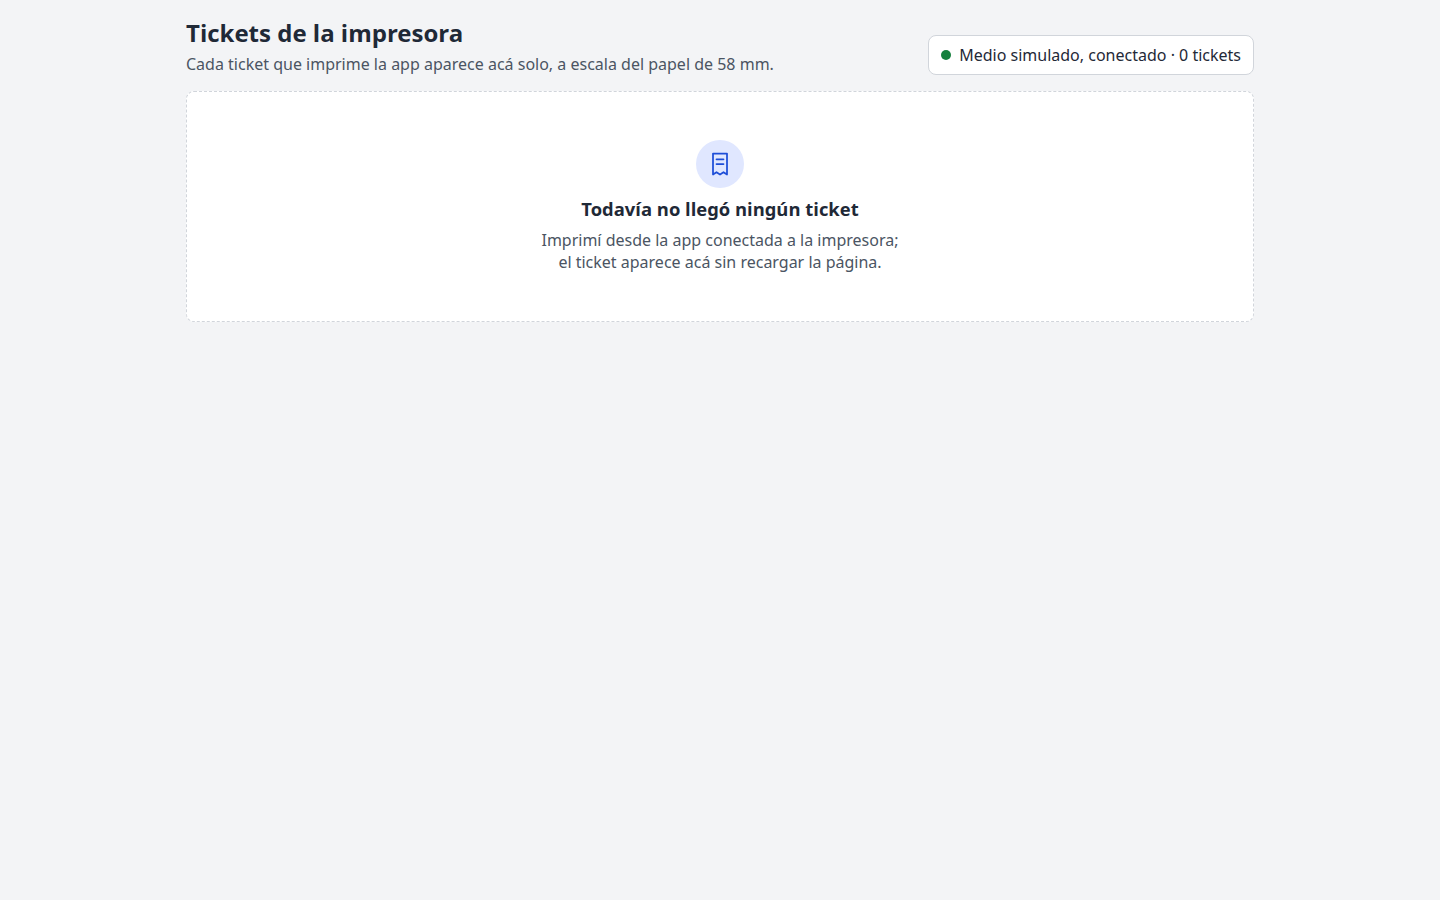 Tickets de la impresora
Cada ticket que imprime la app aparece acá solo, a escala del papel de 58 mm.
Medio simulado, conectado · 0 tickets
Todavía no llegó ningún ticket
Imprimí desde la app conectada a la impresora;
el ticket aparece acá sin recargar la página.